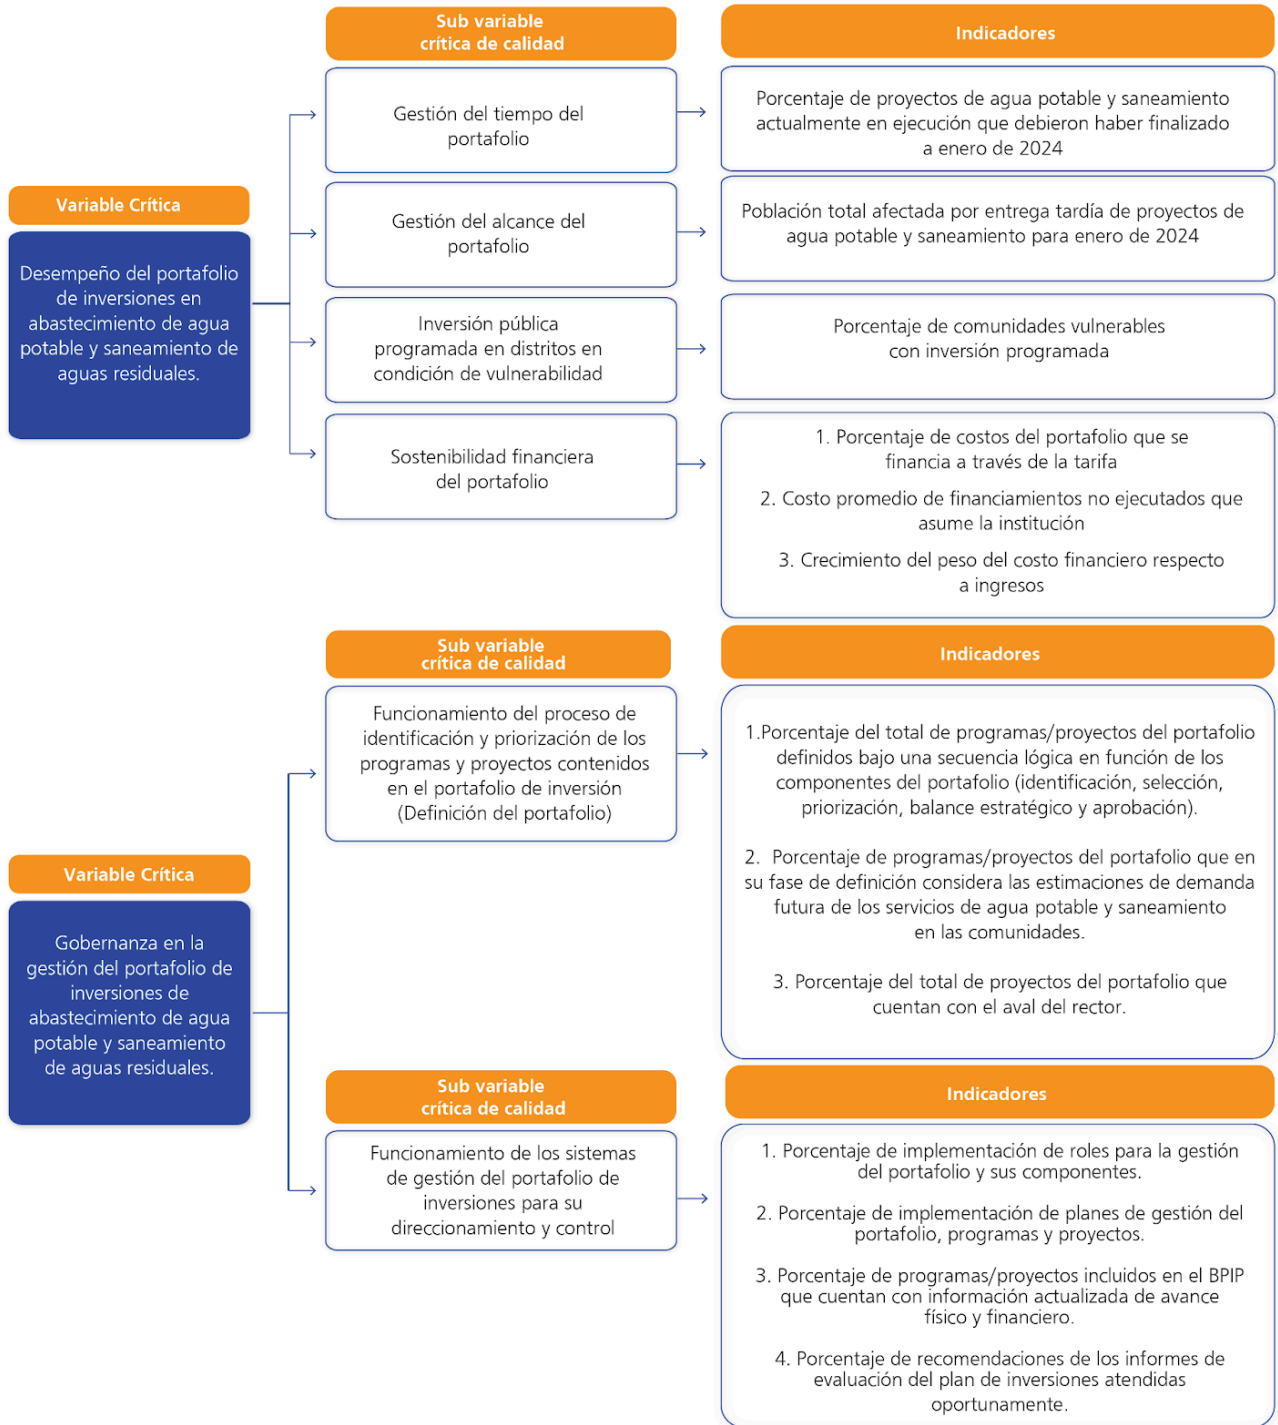 Sub variable
crítica de calidad
Indicadores
Gestión del tiempo del
portafolio
Porcentaje de proyectos de agua potable y saneamiento
actualmente en ejecución que debieron haber finalizado
a enero de 2024
Variable Crítica
Desempeño del portafolio
de inversiones en
abastecimiento de agua
potable y saneamiento de
aguas residuales.
Gestión del alcance del
portafolio
Población total afectada por entrega tardía de proyectos de
agua potable y saneamiento para enero de 2024
Inversión pública
programada en distritos en
condición de vulnerabilidad
Porcentaje de comunidades vulnerables
con inversión programada
Sostenibilidad financiera
del portafolio
1. Porcentaje de costos del portafolio que se
financia a través de la tarifa
2. Costo promedio de financiamientos no ejecutados que
asume la institución
3. Crecimiento del peso del costo financiero respecto
a ingresos
Sub variable
crítica de calidad
Indicadores
Funcionamiento del proceso de
identificación y priorización de los
programas y proyectos contenidos
en el portafolio de inversión
(Definición del portafolio)
1.Porcentaje del total de programas/proyectos del portafolio
definidos bajo una secuencia lógica en función de los
componentes del portafolio (identificación, selección,
priorización, balance estratégico y aprobación).
2.  Porcentaje de programas/proyectos del portafolio que en
su fase de definición considera las estimaciones de demanda
futura de los servicios de agua potable y saneamiento
en las comunidades.
3. Porcentaje del total de proyectos del portafolio que
cuentan con el aval del rector.
Variable Crítica
Gobernanza en la
gestión del portafolio de
inversiones de
abastecimiento de agua
potable y saneamiento
de aguas residuales.
Sub variable
crítica de calidad
Indicadores
Funcionamiento de los sistemas
de gestión del portafolio de
inversiones para su
direccionamiento y control
1. Porcentaje de implementación de roles para la gestión
del portafolio y sus componentes.
2. Porcentaje de implementación de planes de gestión del
portafolio, programas y proyectos.
3. Porcentaje de programas/proyectos incluidos en el BPIP
que cuentan con información actualizada de avance
físico y financiero.
4. Porcentaje de recomendaciones de los informes de
evaluación del plan de inversiones atendidas
oportunamente.